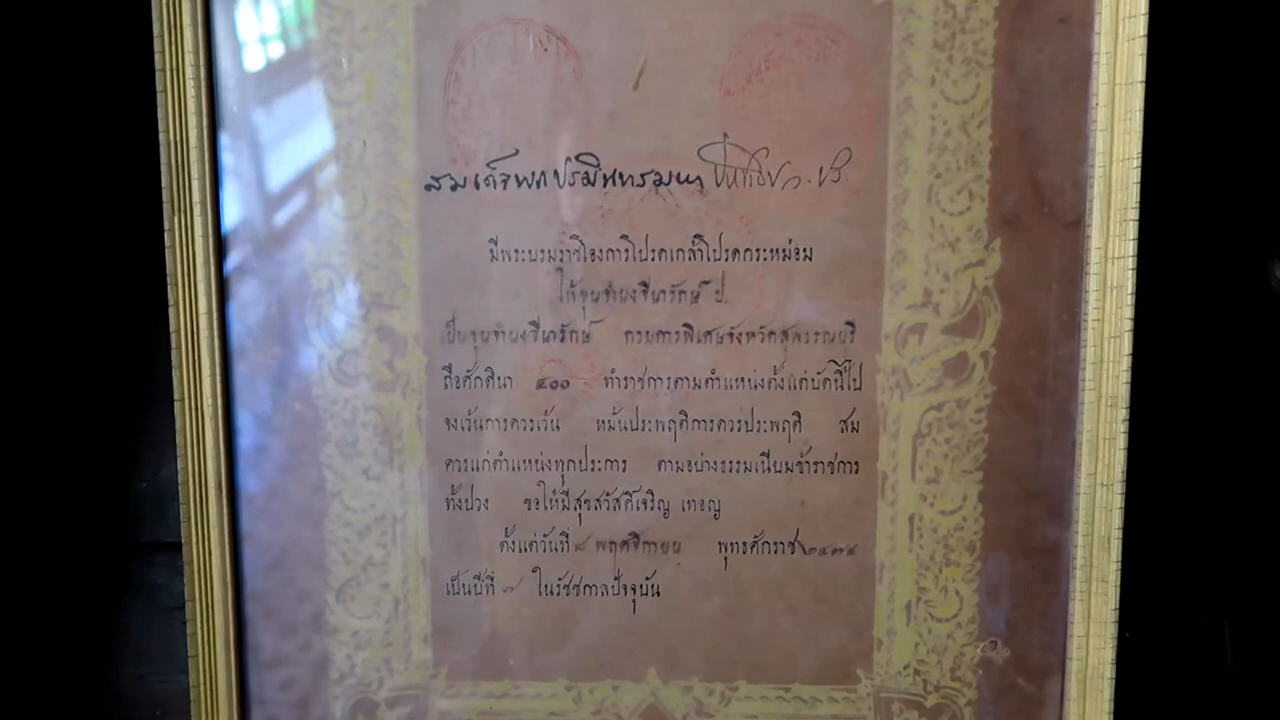 สมเด็จพระปรมินทรมหา
มีพระบรมราชโองการโปรดเกล้าโปรดกระหม่อม
ให้ขุนจำนงจีนารักษ์ ป.
เป็นขุนจำนงจีนารักษ์ กรมการพิเศษจังหวัดสุพรรณบุรี
ถือศักดินา ๔๐๐ ทำราชการตามตำแหน่งตั้งแต่บัดนี้ไป
จงเว้นการควรเว้น หมั้นประพฤติการควรประพฤติ สม
ควรแก่ตำแหน่งทุกประการ ตามอย่างธรรมเนียมข้าราชการ
ทั้งปวง ขอให้มีสุขสวัสดิ์เจริญ เทอญ
ตั้งแต่วันที่ ๘ พฤศจิกายน พุทธศักราช ๒๔๗๔
เป็นปีที่ ๗ ในรัชชกาลปัจจุบัน